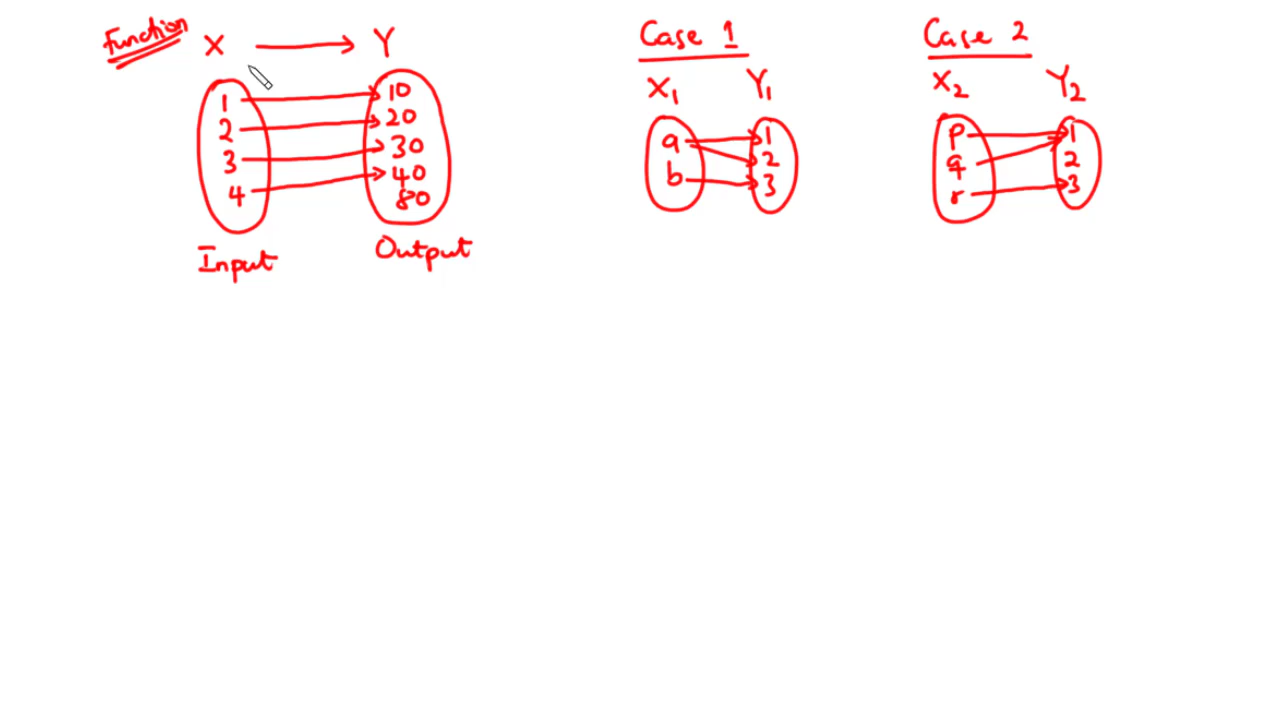 Function
X → Y
1 10
2 20
3 30
4 40
80
Input
Output
Case 1
X₁ Y₁
a 1
b 2
3
Case 2
X₂ Y₂
p 1
q 2
r 3